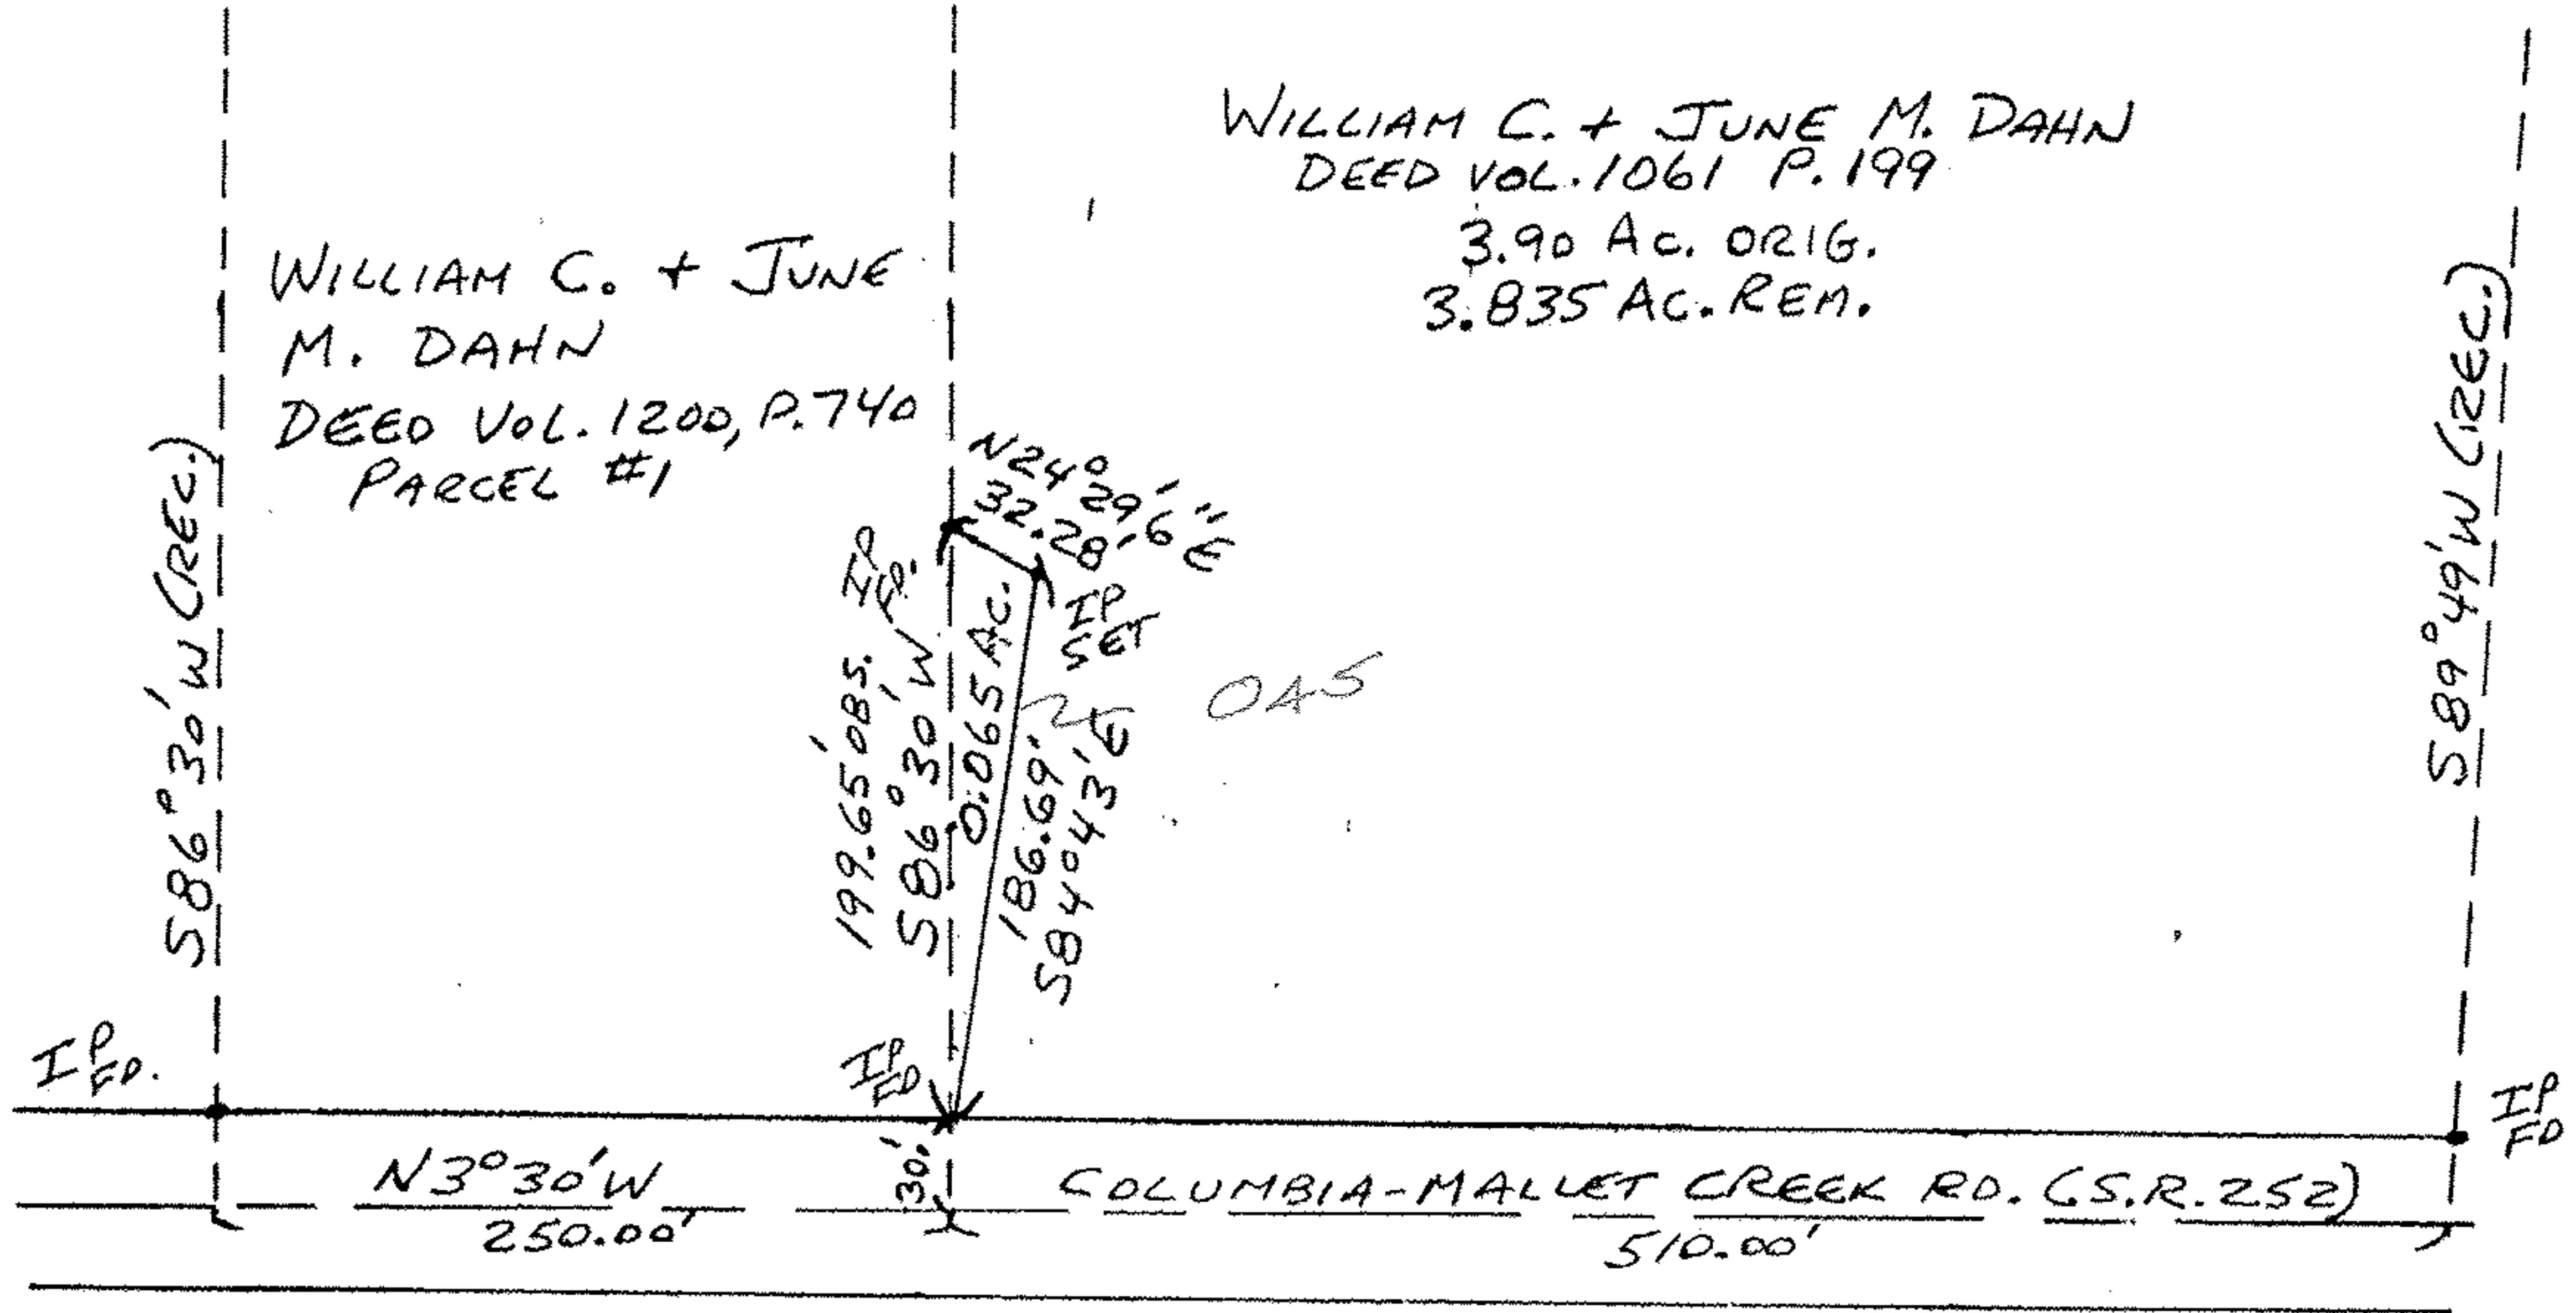 WILLIAM C. + JUNE M. DAHN
DEED VOL. 1061 P. 199
3.90 AC. ORIG.
3.835 AC. REM.
WILLIAM C. + JUNE
M. DAHN
DEED VOL. 1200, P. 740
PARCEL #1
S86°30'W (REC.)
N24°29'6"E
32.28'
IP
FD.
IP
SET
199.65' OBS.
S86°30'W
0.065 AC.
186.69'
S84°43'E
045
S89°49'W (REC.)
IP
FD.
IP
FD
IP
FD
30.'
N3°30'W
250.00'
COLUMBIA-MALLET CREEK RD. (S.R. 252)
510.00'